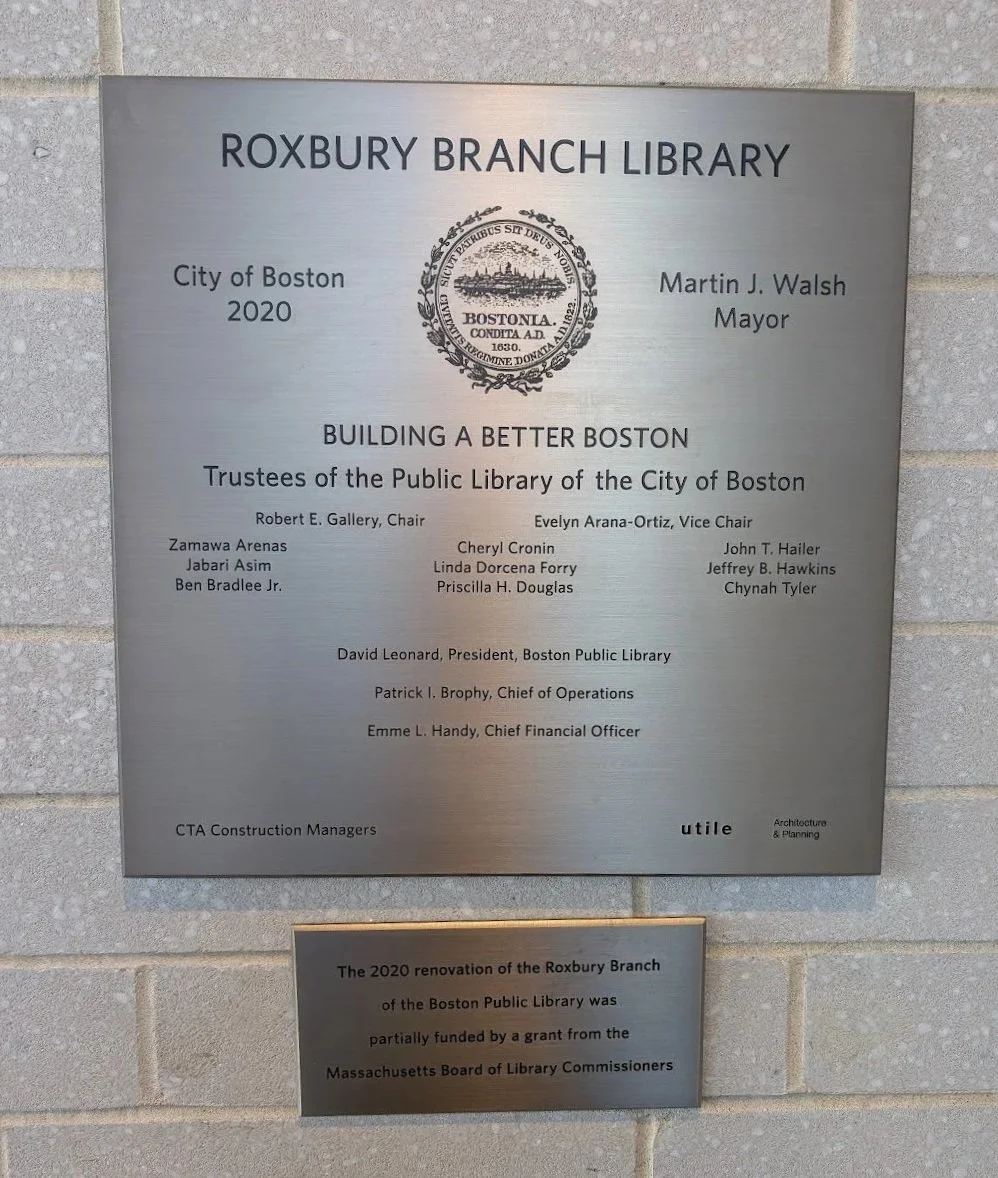 ROXBURY BRANCH LIBRARY
City of Boston
2020
SICUT PATRIBUS SIT DEUS NOBIS.
CIVITATIS REGIMINE DONATA A.D. 1822.
BOSTONIA.
CONDITA A.D.
1630.
Martin J. Walsh
Mayor
BUILDING A BETTER BOSTON
Trustees of the Public Library of the City of Boston
Robert E. Gallery, Chair Evelyn Arana-Ortiz, Vice Chair
Zamawa Arenas Cheryl Cronin John T. Hailer
Jabari Asim Linda Dorcena Forry Jeffrey B. Hawkins
Ben Bradlee Jr. Priscilla H. Douglas Chynah Tyler
David Leonard, President, Boston Public Library
Patrick I. Brophy, Chief of Operations
Emme L. Handy, Chief Financial Officer
CTA Construction Managers
utile
Architecture
& Planning
The 2020 renovation of the Roxbury Branch
of the Boston Public Library was
partially funded by a grant from the
Massachusetts Board of Library Commissioners